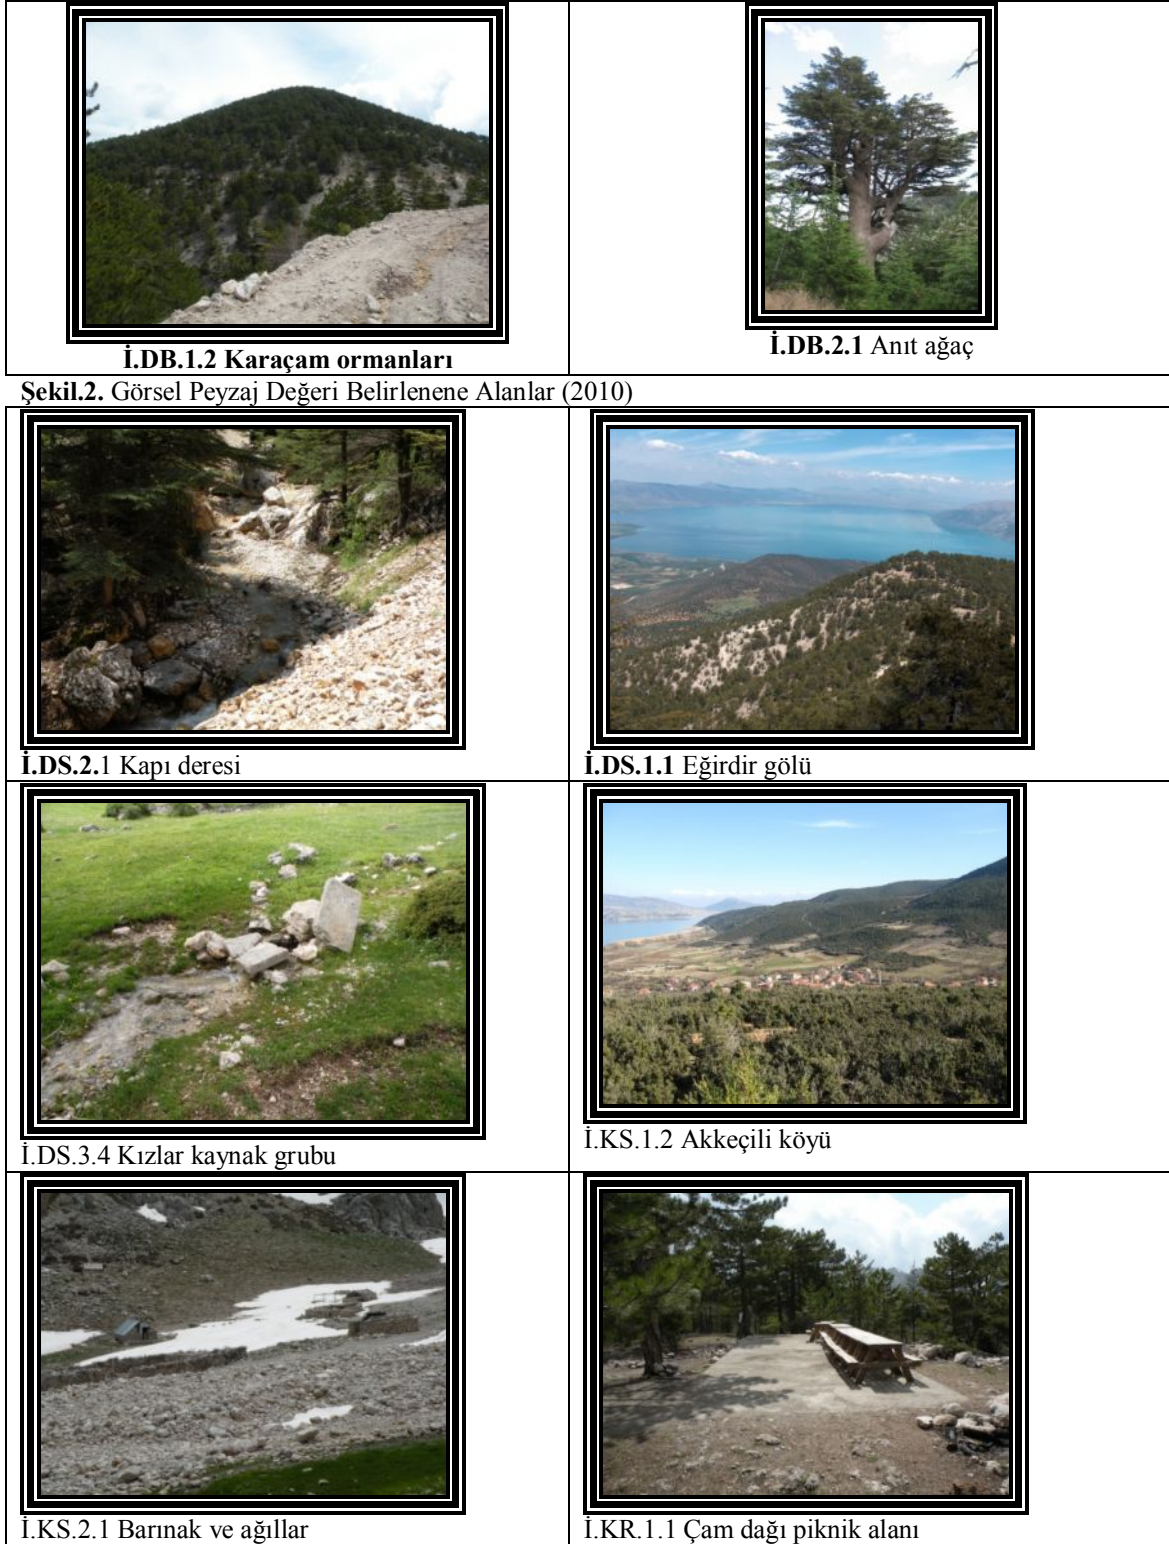 İ.DB.1.2 Karaçam ormanları
İ.DB.2.1 Anıt ağaç
Şekil.2. Görsel Peyzaj Değeri Belirlenene Alanlar (2010)
İ.DS.2.1 Kapı deresi
İ.DS.1.1 Eğirdir gölü
İ.DS.3.4 Kızlar kaynak grubu
İ.KS.1.2 Akkeçili köyü
İ.KS.2.1 Barınak ve ağıllar
İ.KR.1.1 Çam dağı piknik alanı